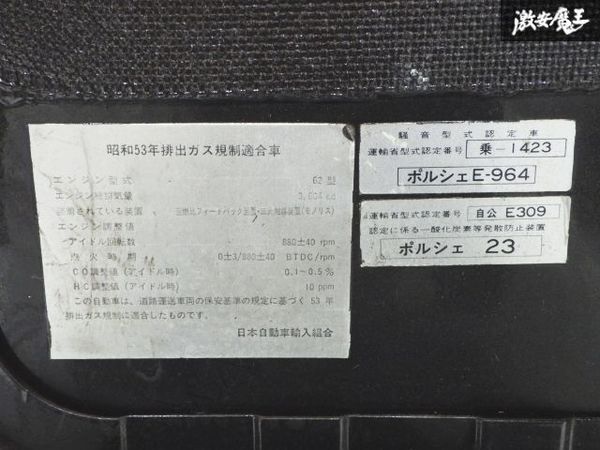 激安魔王
昭和53年排出ガス規制適合車
エンジン型式 62型
エンジン総排気量
装着されている装置
エンジン調整値
アイドル回転数 880±40 rpm
点火時期 0±3/880±40 BTDC/rpm
CO調整値(アイドル時) 0.1~0.5%
HC調整値(アイドル時) 10 ppm
この自動車は、道路運送車両の保安基準の規定に基づく53年
排出ガス規制に適合したものです。
日本自動車輸入組合
騒音型式認定車
運輸省型式認定番号 乗-1423
ポルシェE-964
運輸省型式認定番号 自公 E309
認定に係る一酸化炭素等発散防止装置
ポルシェ 23